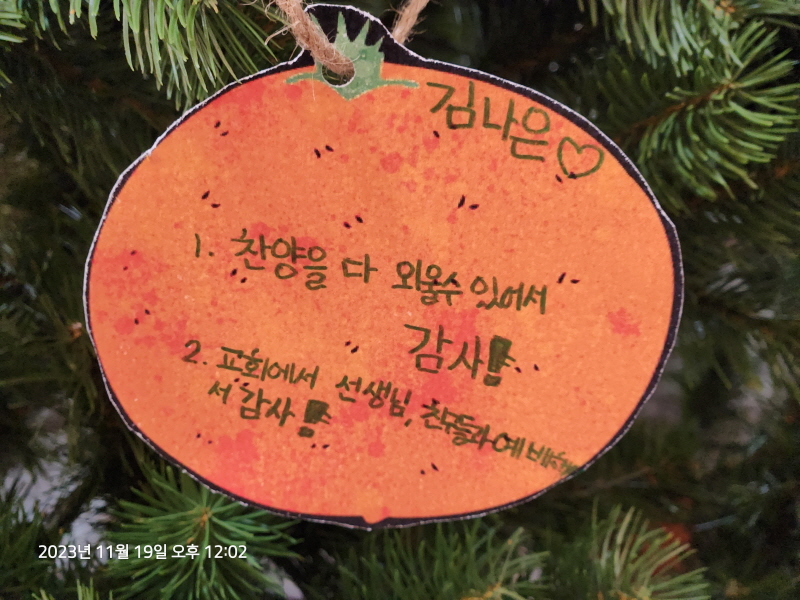 김나은♡
1. 찬양을 다 외울수 있어서
감사!
2. 교회에서 선생님, 친구들과 예배해
서 감사!
2023년 11월 19일 오후 12:02